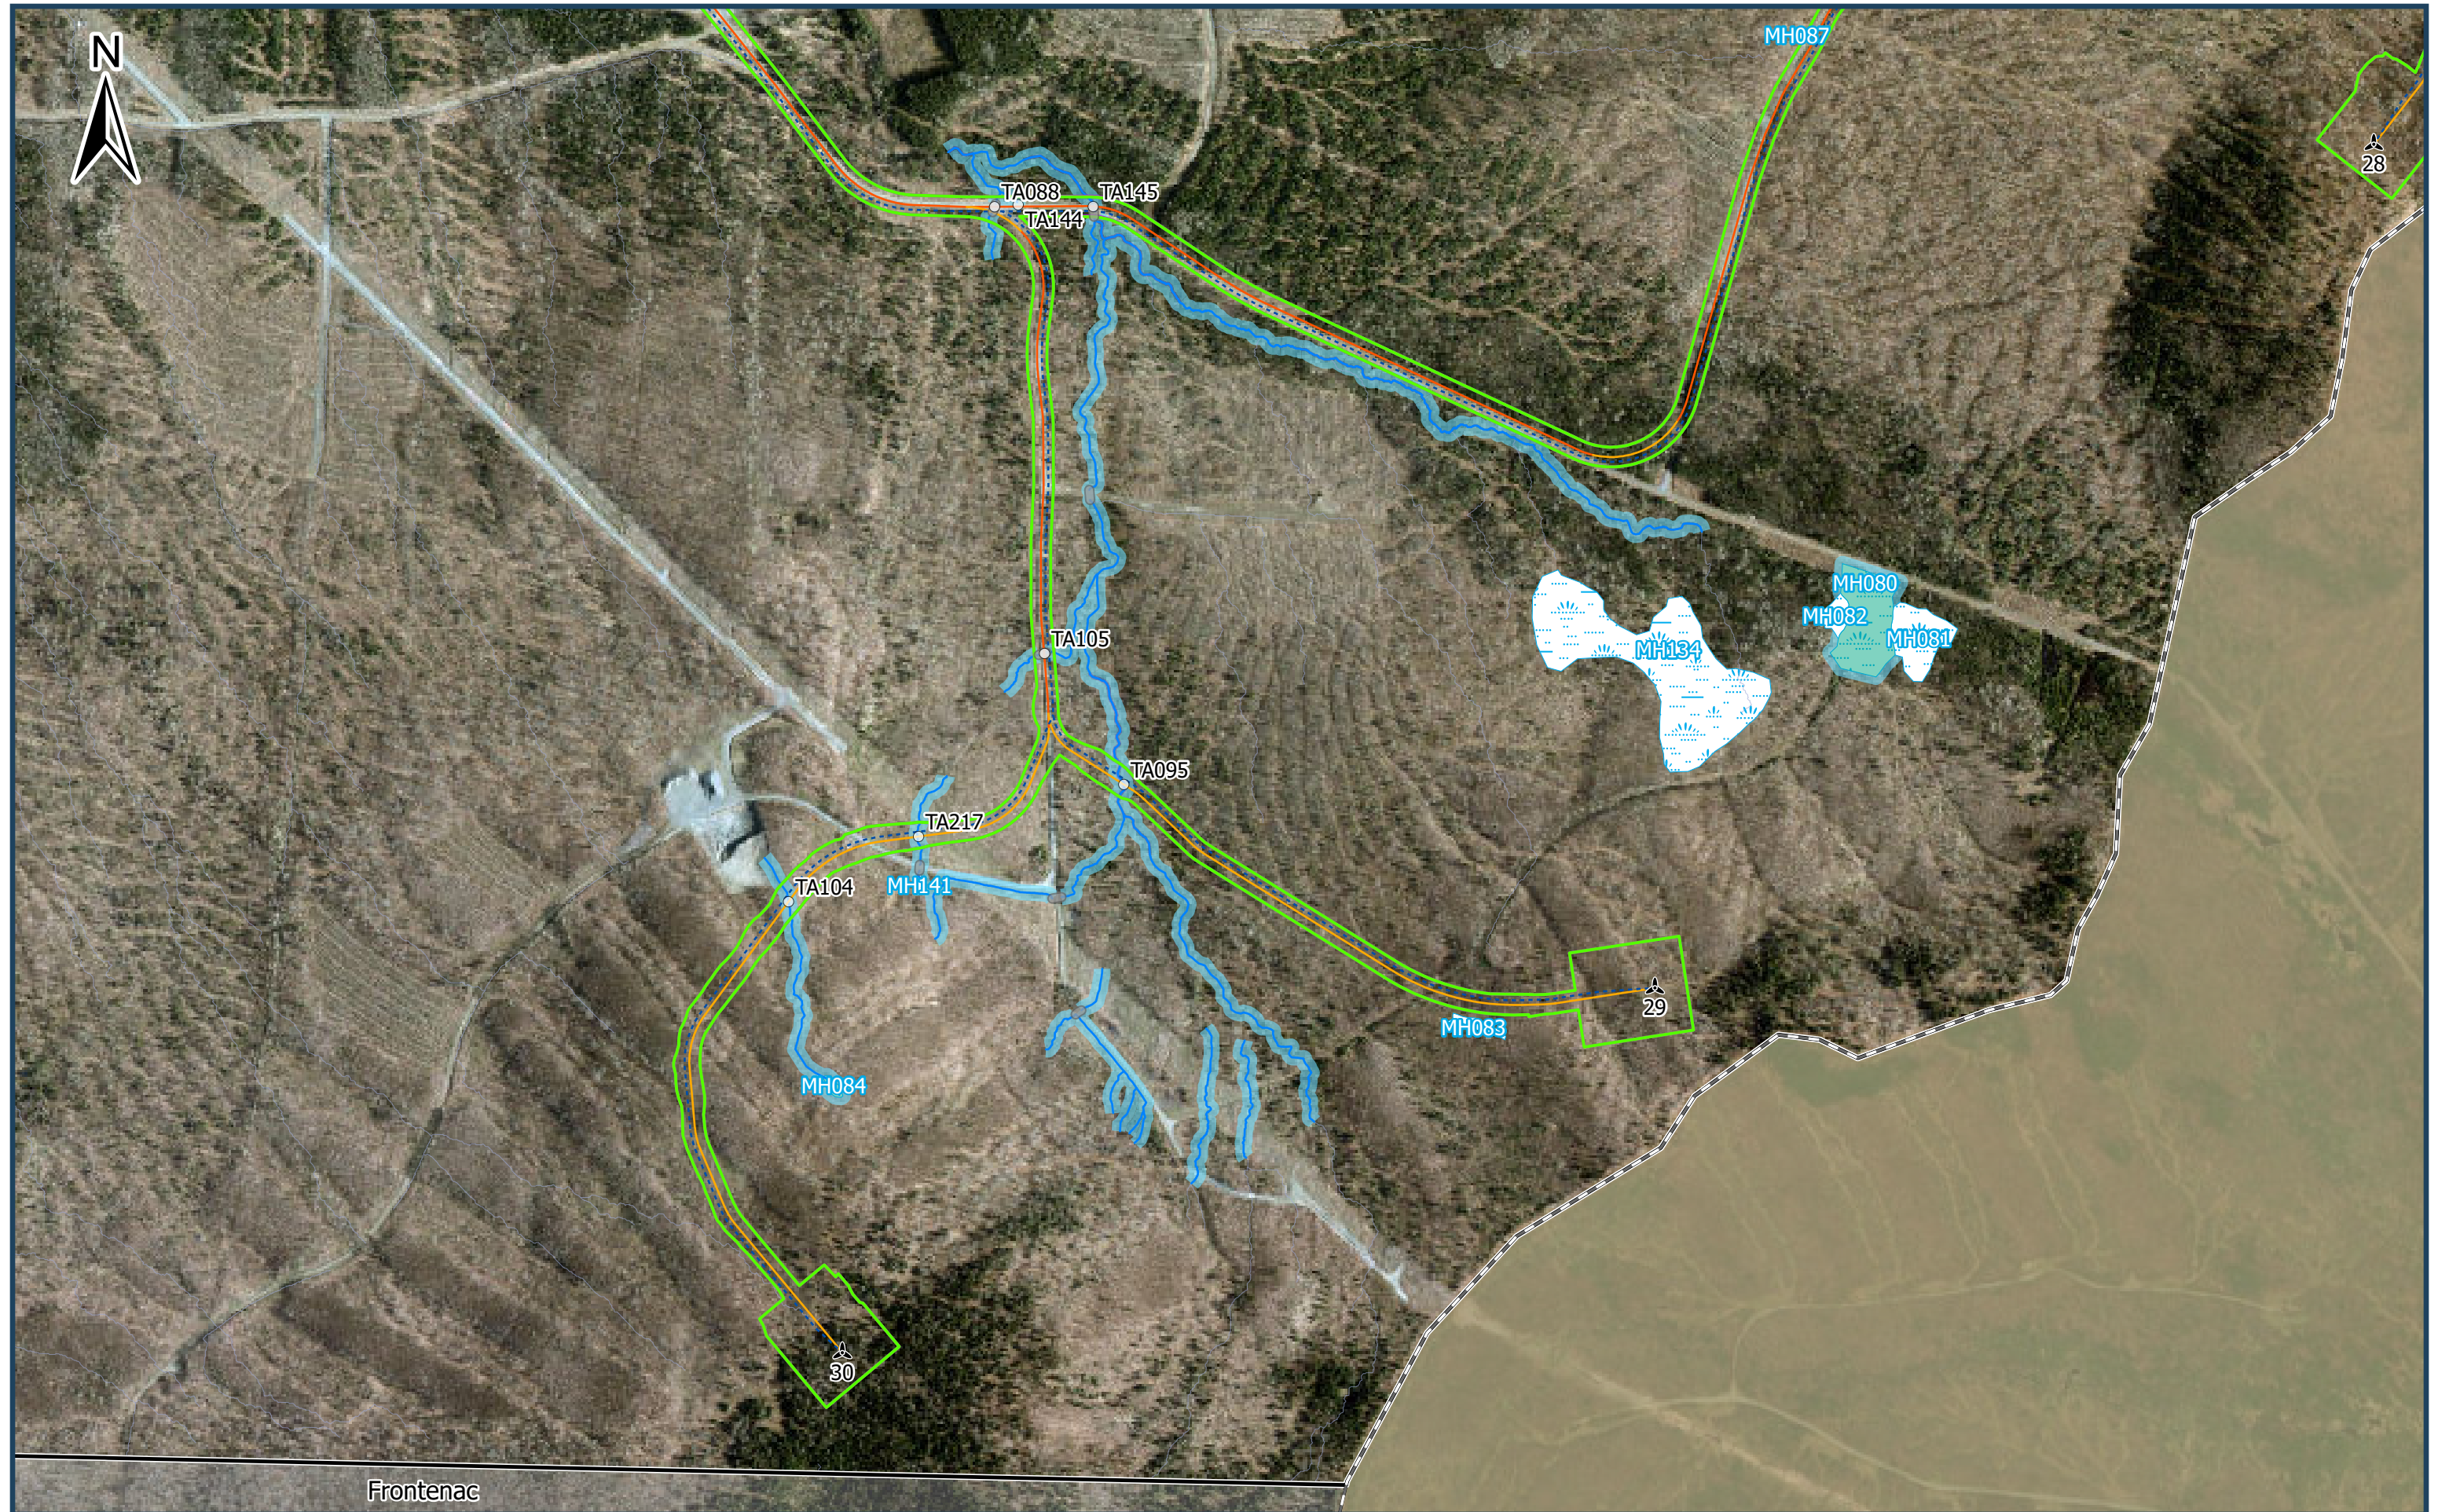 MH087
N
28
TA088
TA145
TA144
MH080
MH082
TA105
MH081
MH134
TA095
TA217
TA104
MH141
29
MH083
MH084
30
Frontenac